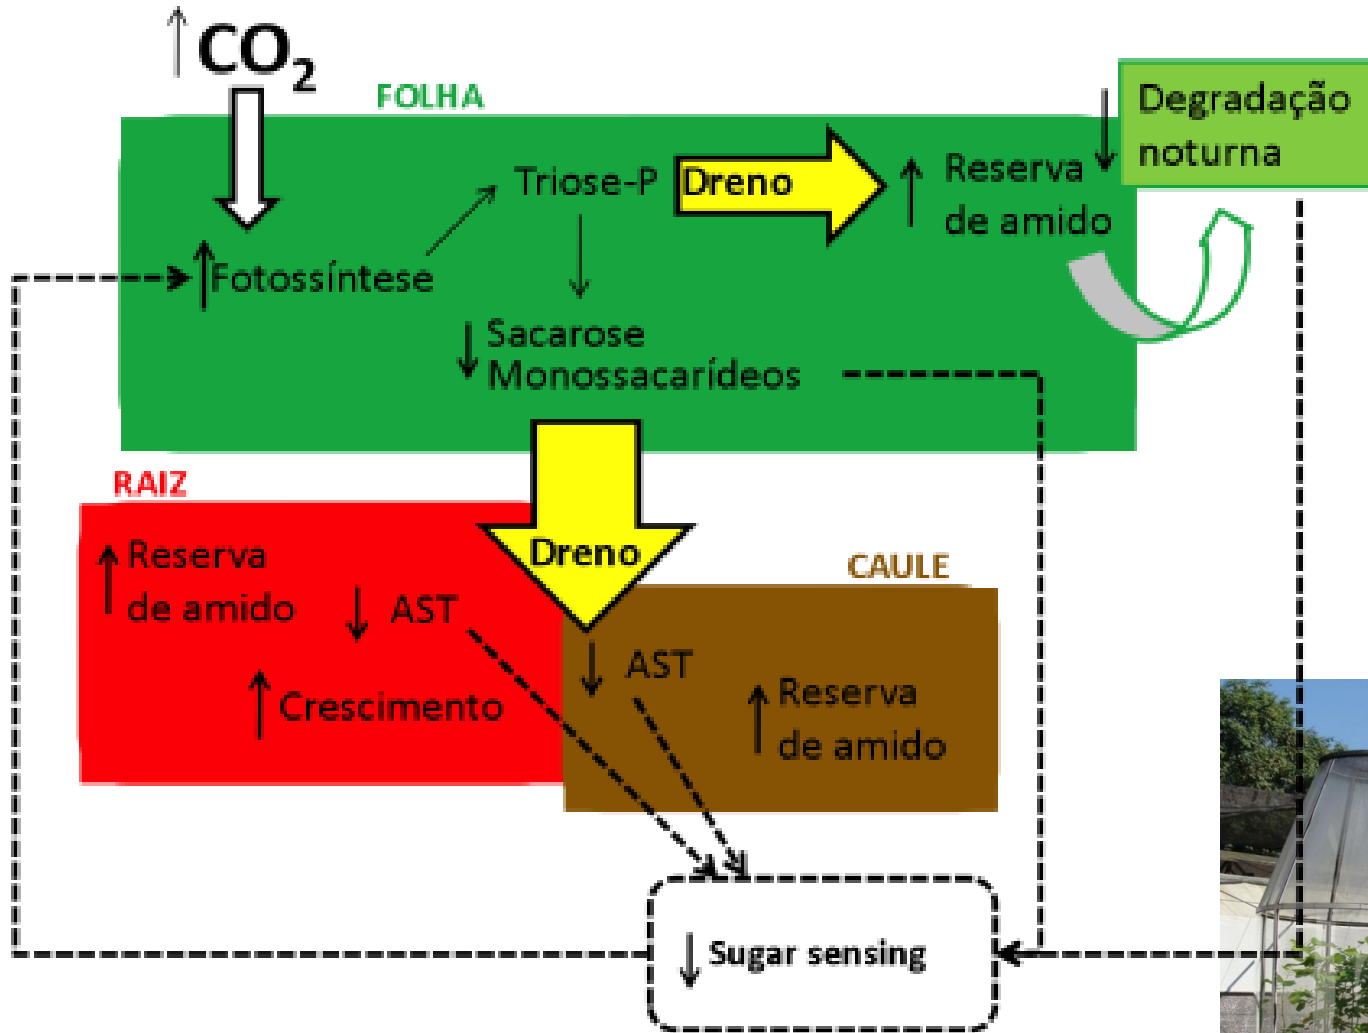 ↑ CO₂
FOLHA
↓ Degradação
noturna
Triose-P
Dreno
↑ Reserva
de amido
↑ Fotossíntese
↓ Sacarose
Monossacarídeos
RAIZ
↑ Reserva
de amido
↓ AST
Dreno
CAULE
↓ AST
↑ Crescimento
↑ Reserva
de amido
↓ Sugar sensing